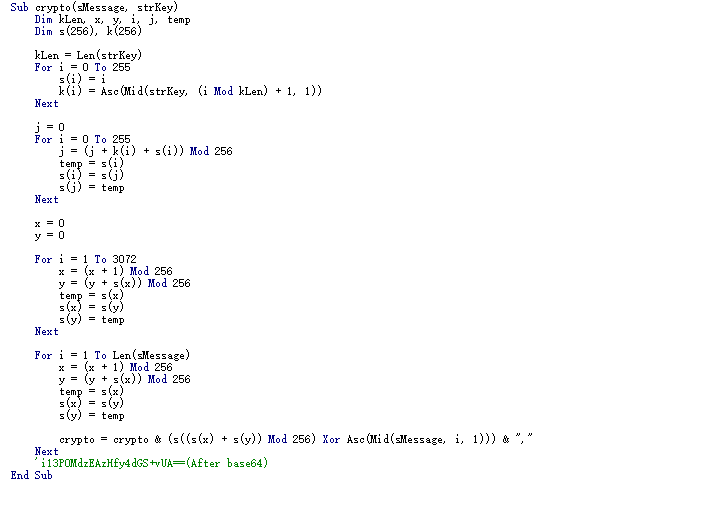 Sub crypto(sMessage, strKey)
Dim kLen, x, y, i, j, temp
Dim s(256), k(256)
kLen = Len(strKey)
For i = 0 To 255
s(i) = i
k(i) = Asc(Mid(strKey, (i Mod kLen) + 1, 1))
Next
j = 0
For i = 0 To 255
j = (j + k(i) + s(i)) Mod 256
temp = s(i)
s(i) = s(j)
s(j) = temp
Next
x = 0
y = 0
For i = 1 To 3072
x = (x + 1) Mod 256
y = (y + s(x)) Mod 256
temp = s(x)
s(x) = s(y)
s(y) = temp
Next
For i = 1 To Len(sMessage)
x = (x + 1) Mod 256
y = (y + s(x)) Mod 256
temp = s(x)
s(x) = s(y)
s(y) = temp
crypto = crypto & (s((s(x) + s(y)) Mod 256) Xor Asc(Mid(sMessage, i, 1))) & ","
Next
'i13POMdzEAzHfy4dGS+vUA==(After base64)
End Sub